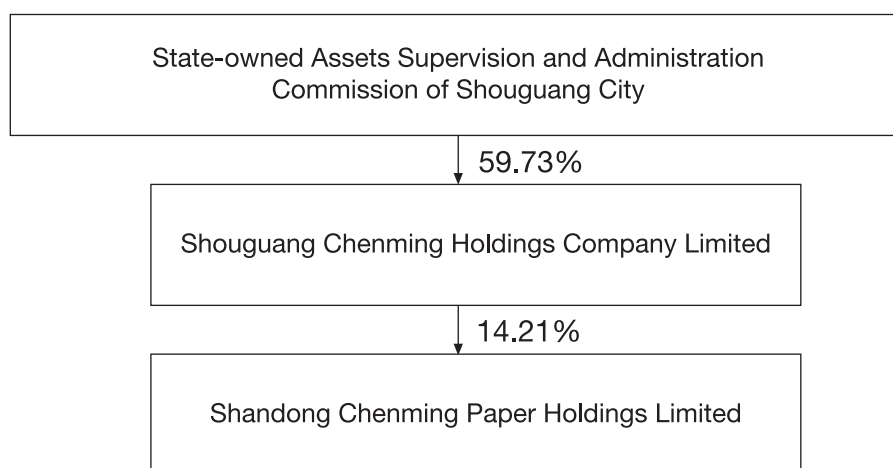 State-owned Assets Supervision and Administration
Commission of Shouguang City
59.73%
Shouguang Chenming Holdings Company Limited
14.21%
Shandong Chenming Paper Holdings Limited